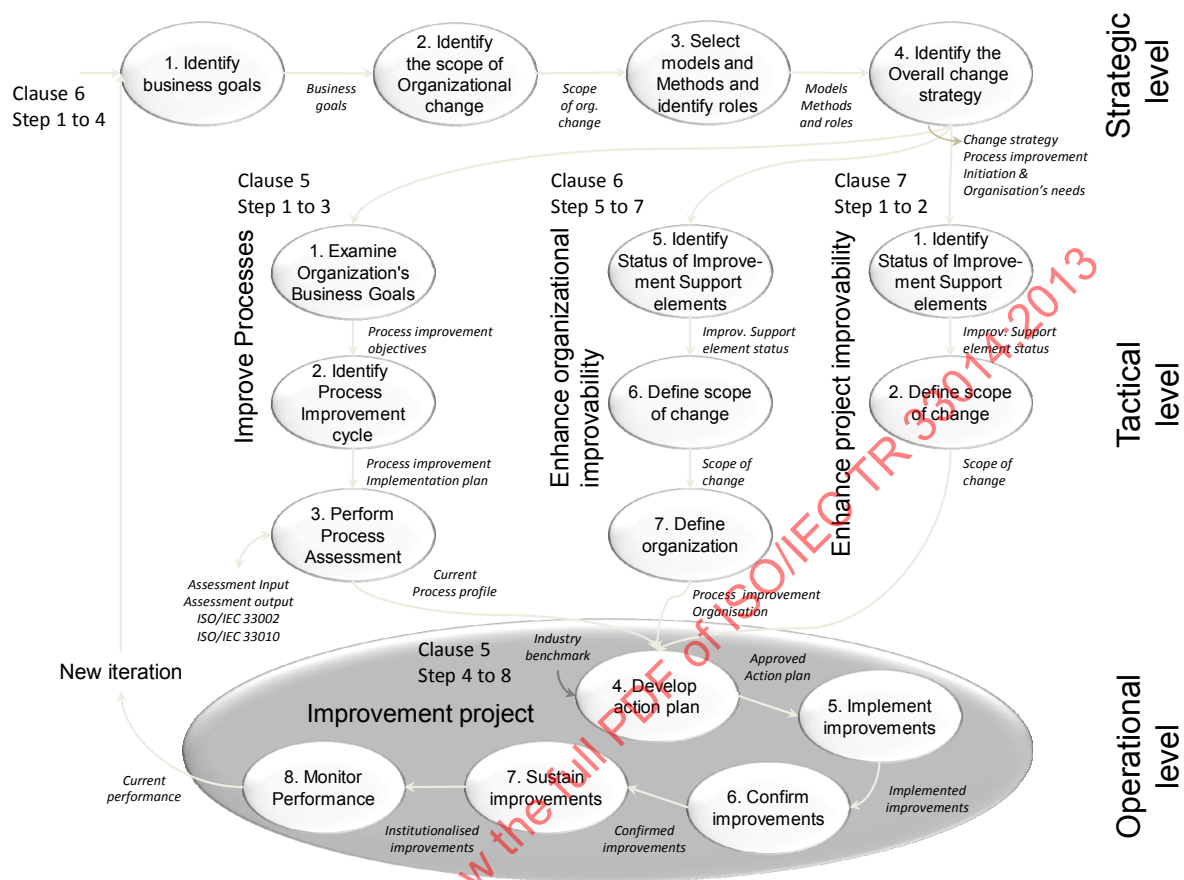 Clause 6
Step 1 to 4
1. Identify
business goals
Business
goals
2. Identify
the scope of
Organizational
change
Scope
of org.
change
3. Select
models and
Methods and
identify roles
Models
Methods
and roles
4. Identify the
Overall change
strategy
Strategic
level
Change strategy
Process improvement
Initiation &
Organisation's needs
Clause 5
Step 1 to 3
Improve Processes
1. Examine
Organization's
Business Goals
Process improvement
objectives
2. Identify
Process
Improvement
cycle
Process improvement
Implementation plan
3. Perform
Process
Assessment
Assessment Input
Assessment output
ISO/IEC 33002
ISO/IEC 33010
Current
Process profile
Clause 6
Step 5 to 7
Enhance organizational
improvability
5. Identify
Status of Improve-
ment Support
elements
Improv. Support
element status
6. Define scope
of change
Scope of
change
7. Define
organization
Process improvement
Organisation
Clause 7
Step 1 to 2
Enhance project improvability
1. Identify
Status of Improve-
ment Support
elements
Improv. Support
element status
2. Define scope
of change
Scope of
change
Tactical
level
Clause 5
Step 4 to 8
Improvement project
Industry
benchmark
4. Develop
action plan
Approved
Action plan
5. Implement
improvements
Implemented
improvements
6. Confirm
improvements
Confirmed
improvements
7. Sustain
improvements
Institutionalised
improvements
8. Monitor
Performance
Current
performance
New iteration
Operational
level
w the full PDF of ISO/IEC TR 33014:2013